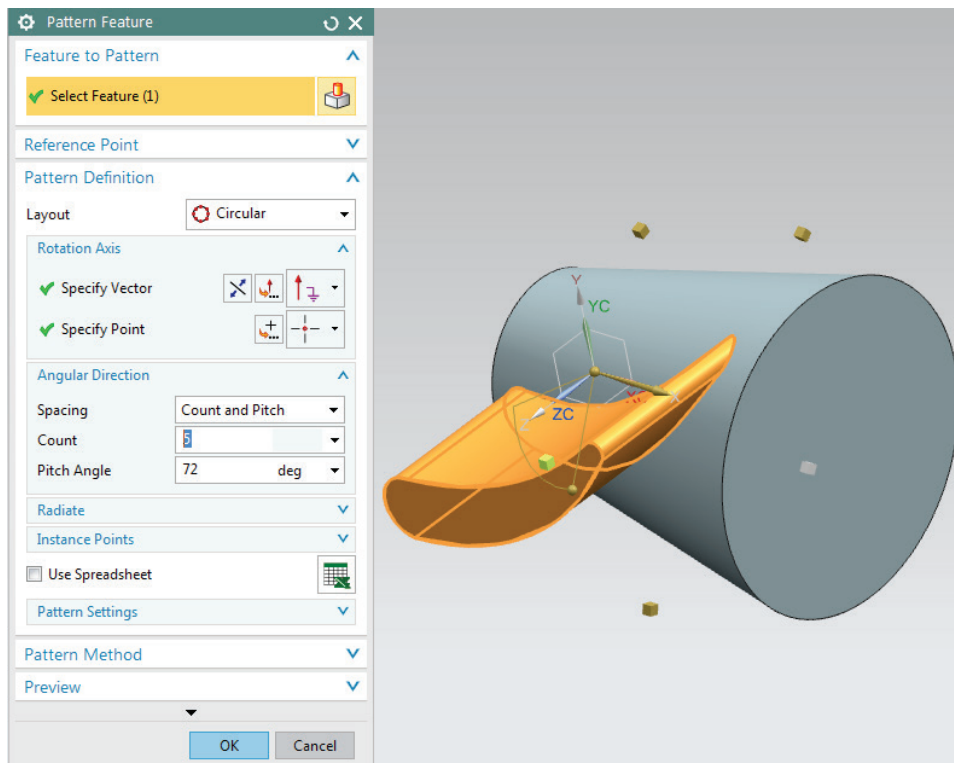 Pattern Feature
Feature to Pattern
Select Feature (1)
Reference Point
Pattern Definition
Layout Circular
Rotation Axis
Specify Vector
Specify Point
Angular Direction
Spacing Count and Pitch
Count 5
Pitch Angle 72 deg
Radiate
Instance Points
Use Spreadsheet
Pattern Settings
Pattern Method
Preview
OK Cancel
Y
YC
X
ZC
Z